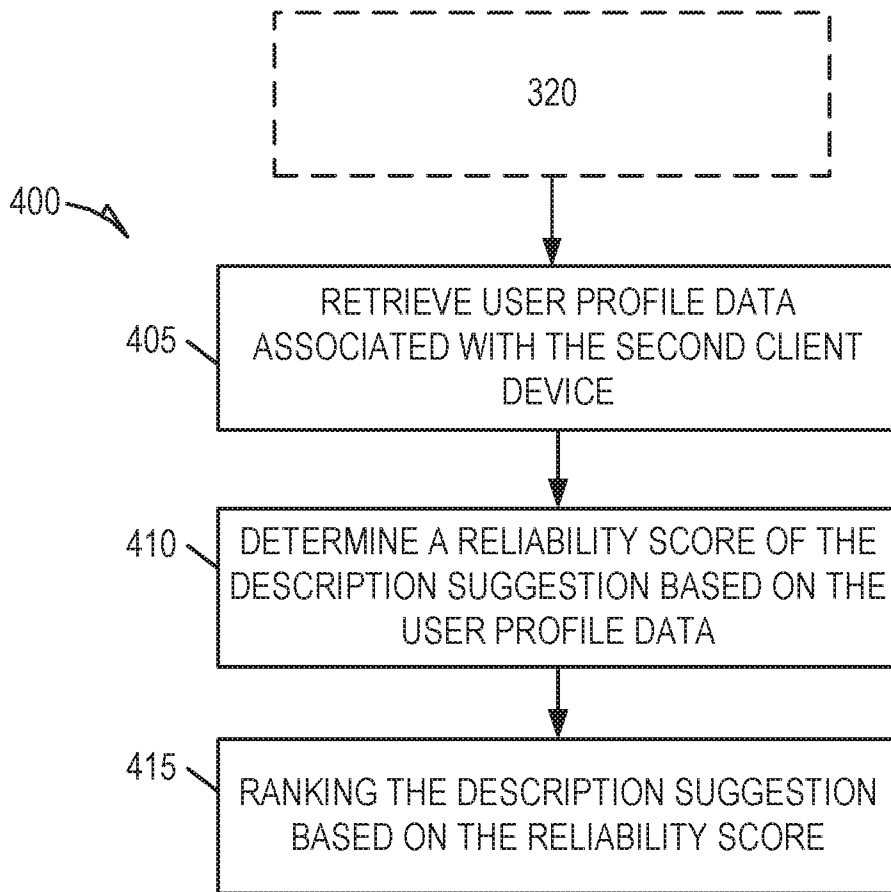 320
400
405
RETRIEVE USER PROFILE DATA
ASSOCIATED WITH THE SECOND CLIENT
DEVICE
410
DETERMINE A RELIABILITY SCORE OF THE
DESCRIPTION SUGGESTION BASED ON THE
USER PROFILE DATA
415
RANKING THE DESCRIPTION SUGGESTION
BASED ON THE RELIABILITY SCORE